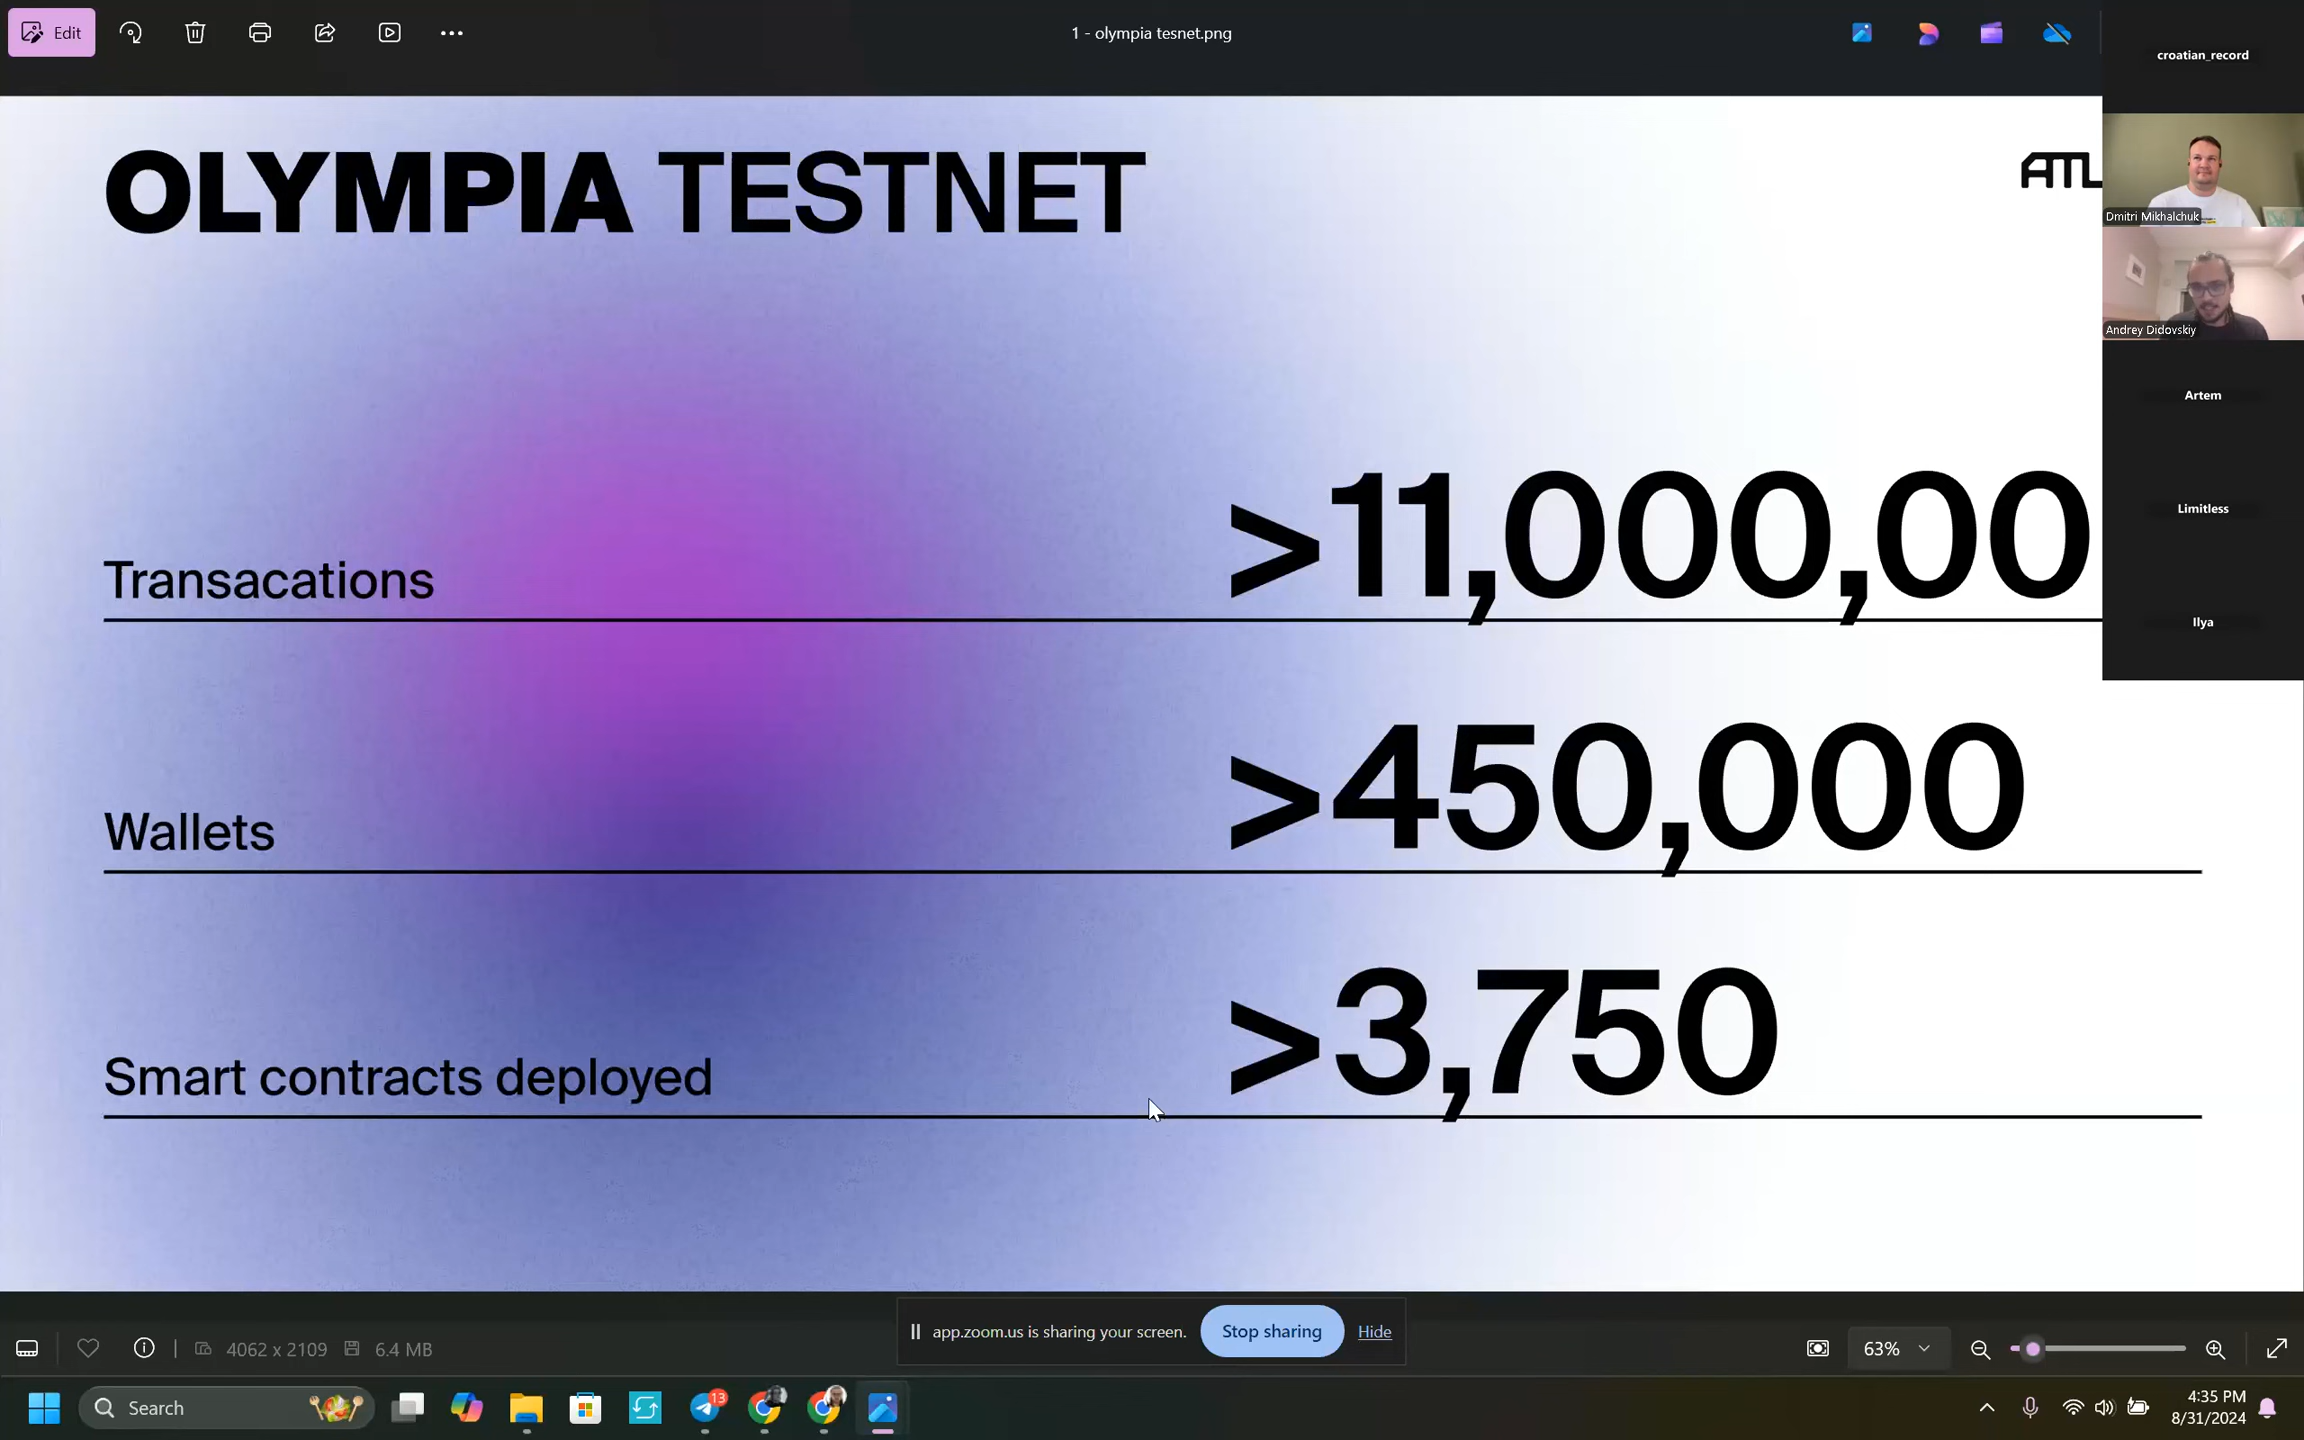 Edit
1 - olympia tesnet.png
croatian_record
OLYMPIA TESTNET
ATL
Dmitri Mikhalchuk
Andrey Didovskiy
Artem
Limitless
Ilya
Transacations
>11,000,00
Wallets
>450,000
Smart contracts deployed
>3,750
app.zoom.us is sharing your screen.
Stop sharing
Hide
4062 x 2109
6.4 MB
63%
Search
13
4:35 PM
8/31/2024